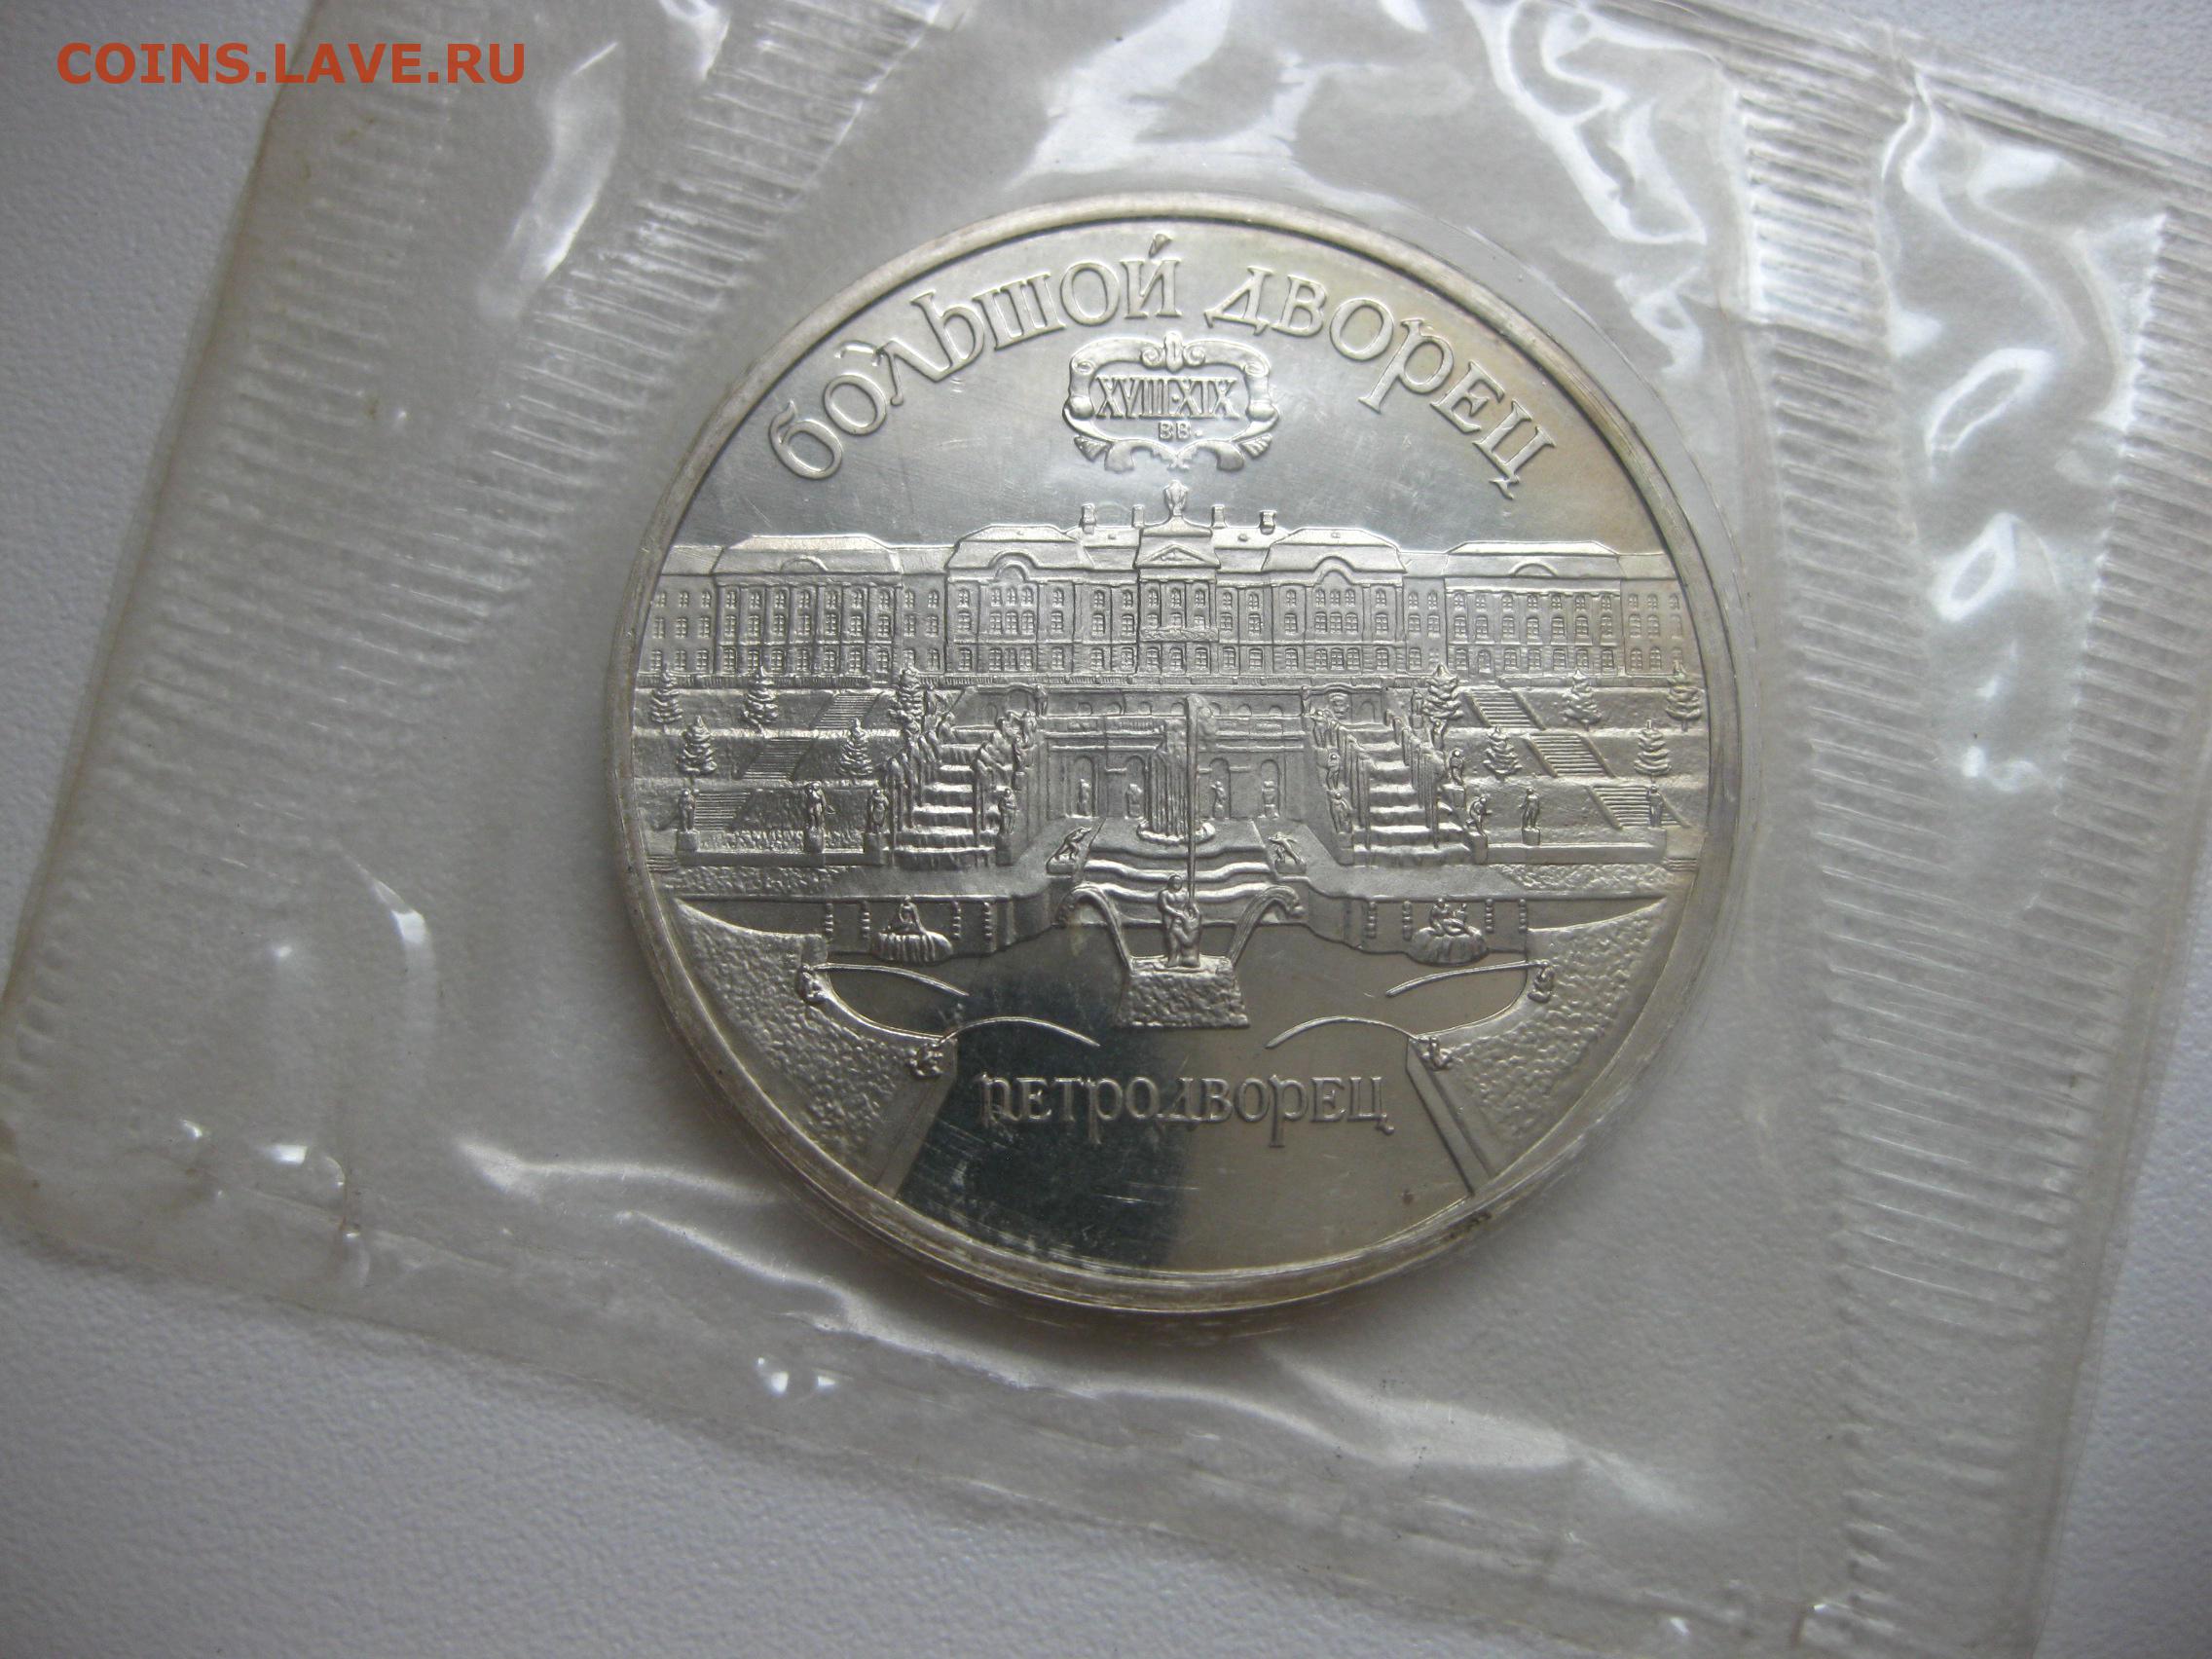 COINS.LAVE.RU
БОЛЬШОЙ ДВОРЕЦ
XVIII-XIX
ВВ.
ПЕТРОДВОРЕЦ